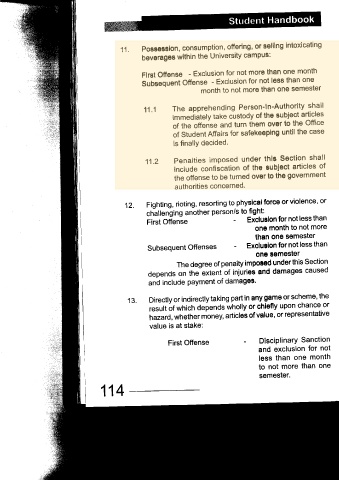 Student Handbook
11. Possession, consumption, offering, or selling intoxicating
beverages within the University campus:
First Offense - Exclusion for not more than one month
Subsequent Offense - Exclusion for not less than one
month to not more than one semester
11.1 The apprehending Person-In-Authority shall
immediately take custody of the subject articles
of the offense and turn them over to the Office
of Student Affairs for safekeeping until the case
is finally decided.
11.2 Penalties imposed under this Section shall
include confiscation of the subject articles of
the offense to be turned over to the government
authorities concerned.
12. Fighting, rioting, resorting to physical force or violence, or
challenging another person/s to fight:
First Offense - Exclusion for not less than
one month to not more
than one semester
Subsequent Offenses - Exclusion for not less than
one semester
The degree of penalty imposed under this Section
depends on the extent of injuries and damages caused
and include payment of damages.
13. Directly or indirectly taking part in any game or scheme, the
result of which depends wholly or chiefly upon chance or
hazard, whether money, articles of value, or representative
value is at stake:
First Offense - Disciplinary Sanction
and exclusion for not
less than one month
to not more than one
semester.
114